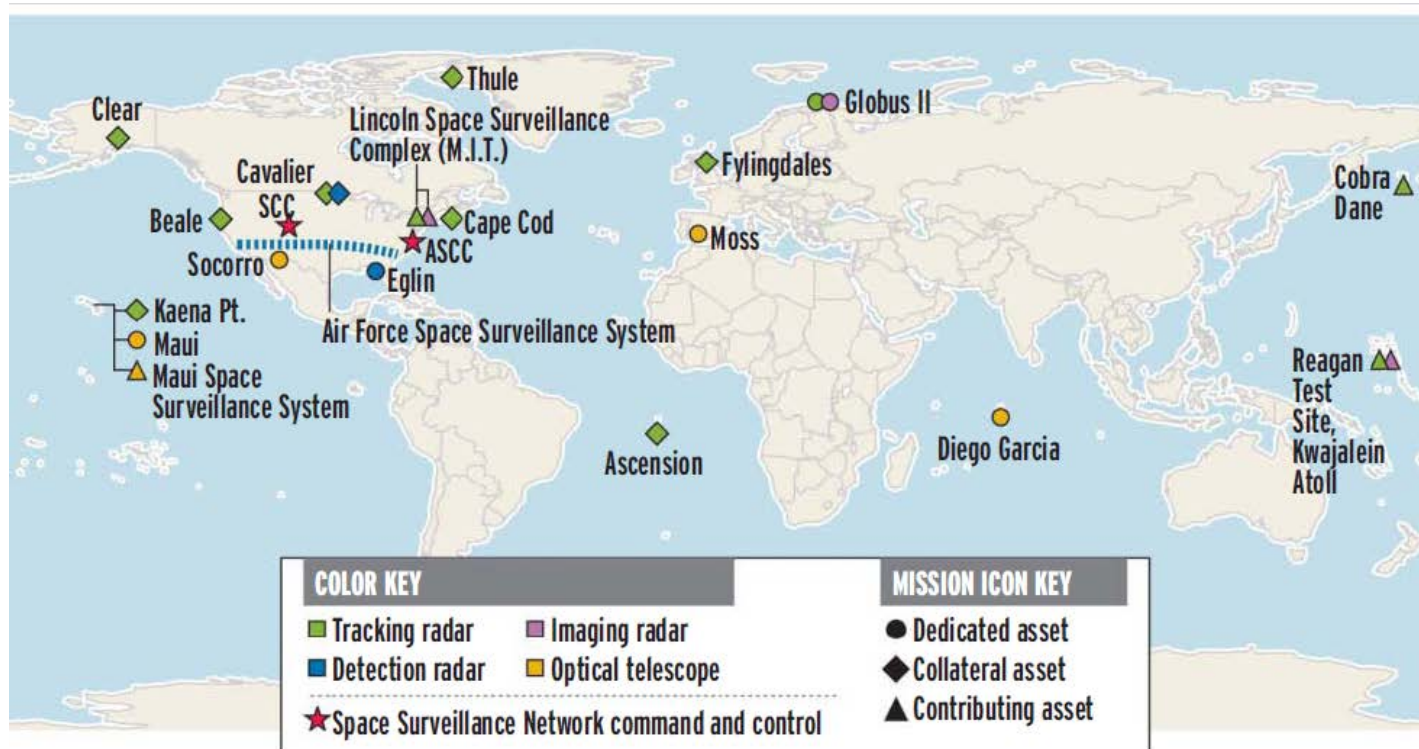 Thule
Clear
Lincoln Space Surveillance
Complex (M.I.T.)
Globus II
Fylingdales
Cobra
Dane
Cavalier
SCC
Beale
Cape Cod
ASCC
Moss
Socorro
Eglin
Kaena Pt.
Maui
Maui Space
Surveillance System
Air Force Space Surveillance System
Reagan
Test
Site,
Kwajalein
Atoll
Diego Garcia
Ascension
COLOR KEY
Tracking radar
Imaging radar
Detection radar
Optical telescope
Space Surveillance Network command and control
MISSION ICON KEY
Dedicated asset
Collateral asset
Contributing asset